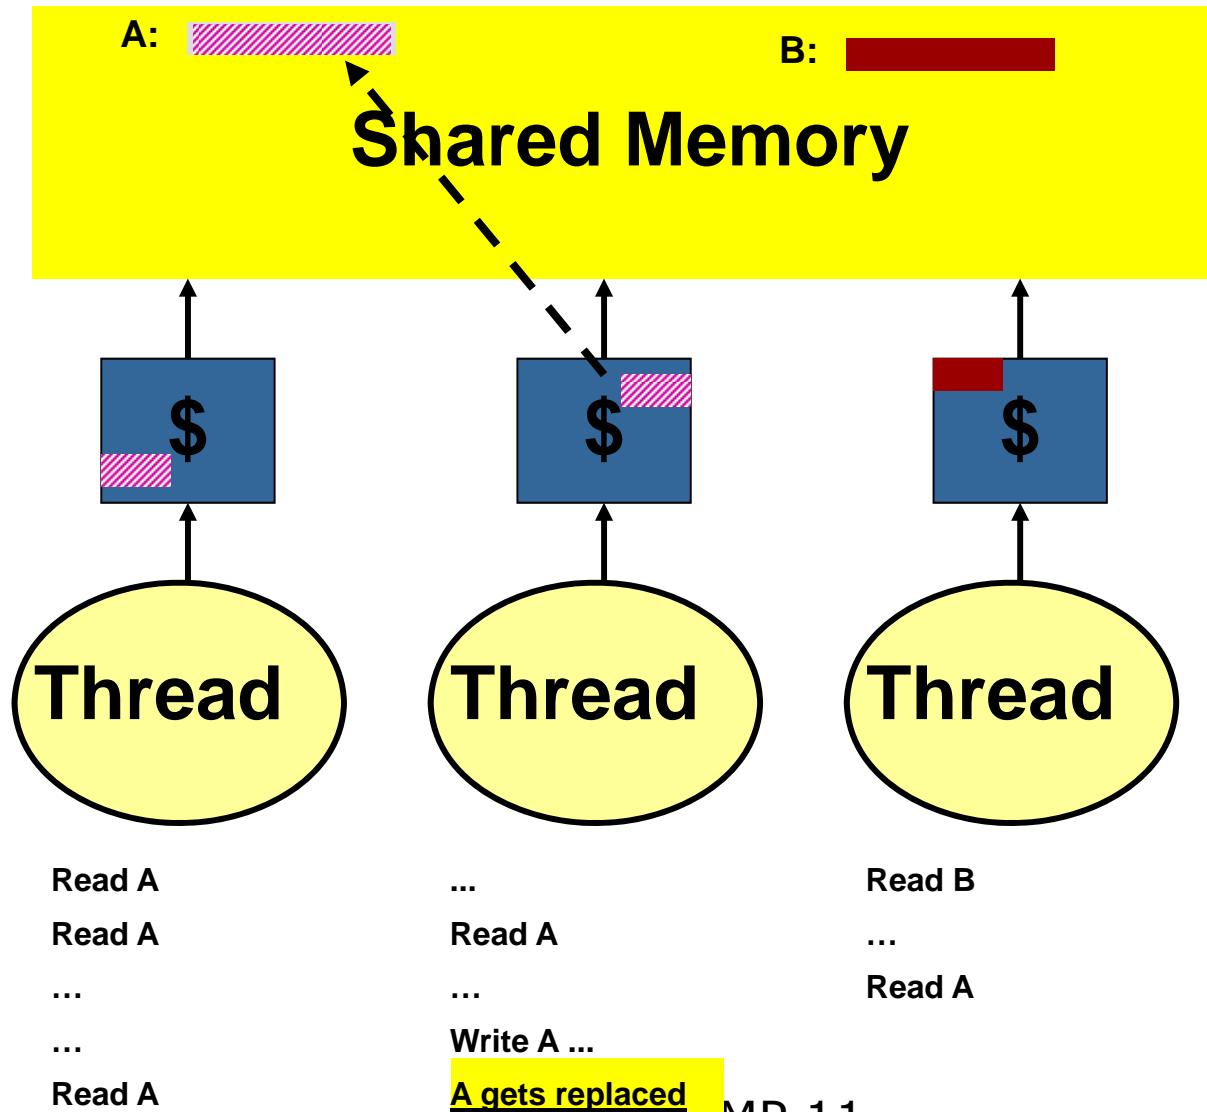 A:
B:
Shared Memory
$ $ $
Thread Thread Thread
Read A ... Read B
Read A Read A …
… … Read A
… Write A ...
Read A A gets replaced